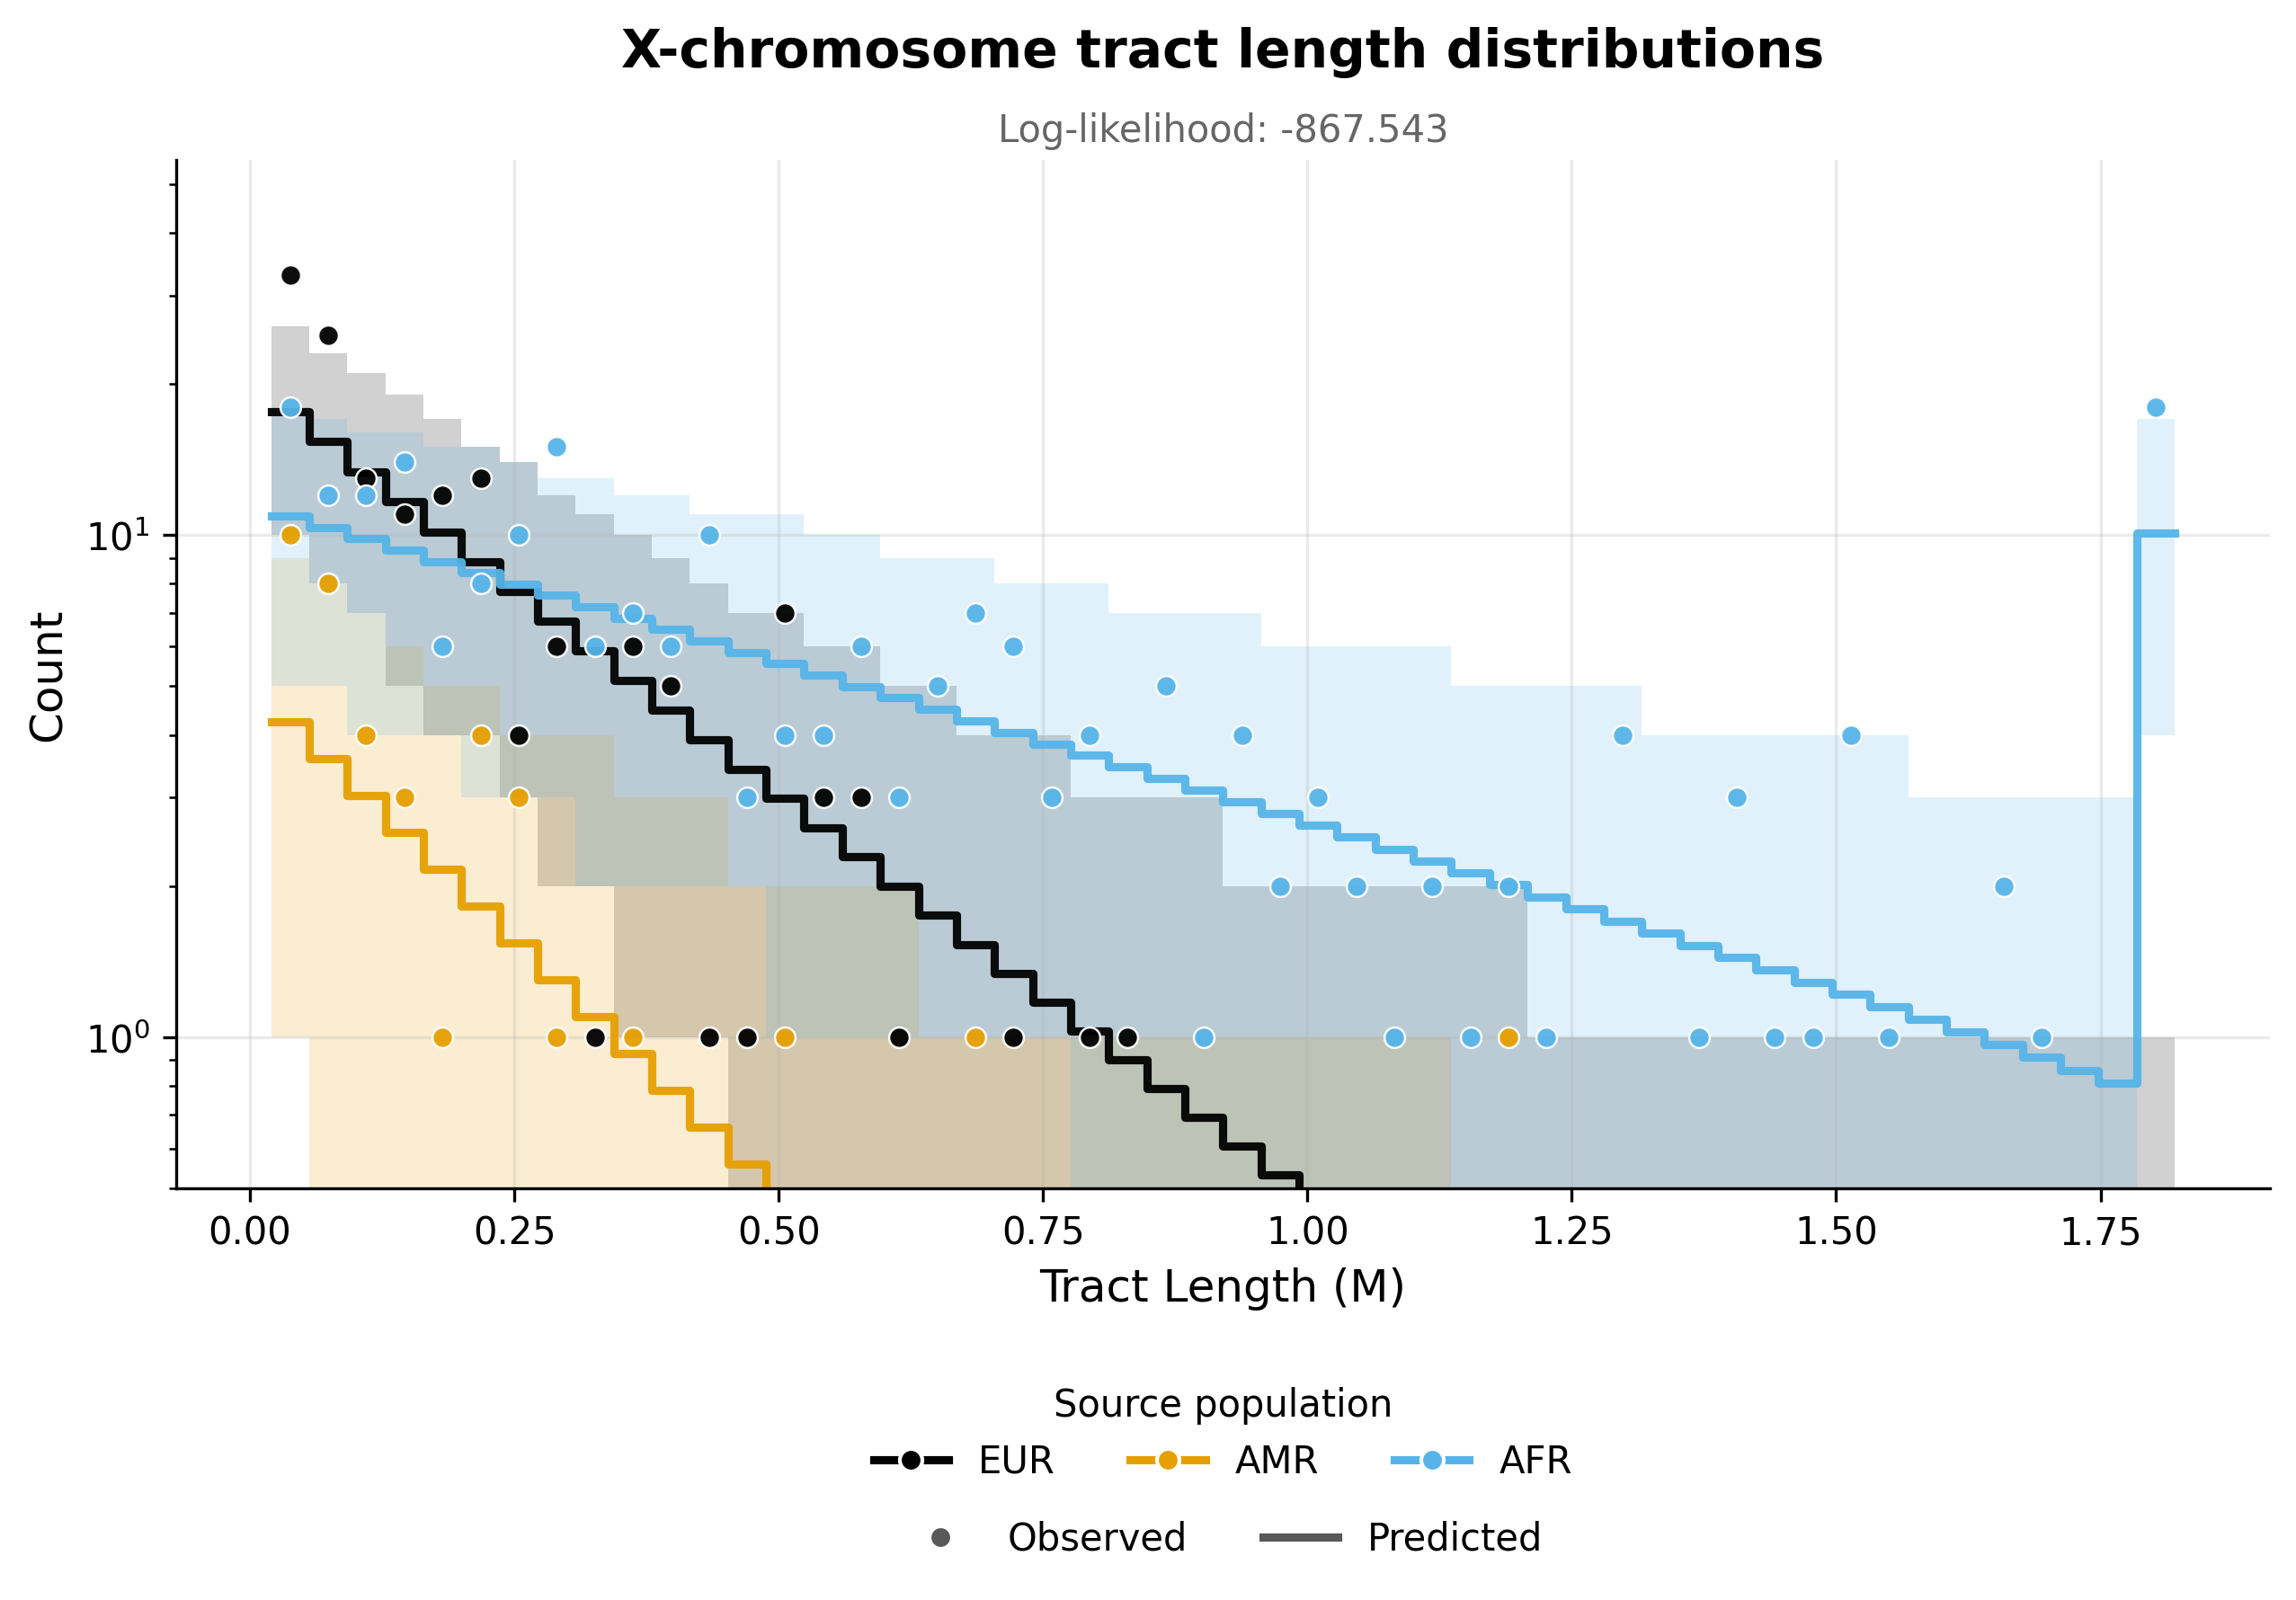 X-chromosome tract length distributions
Log-likelihood: -867.543
Count
10¹
10⁰
0.00 0.25 0.50 0.75 1.00 1.25 1.50 1.75
Tract Length (M)
Source population
EUR AMR AFR
Observed Predicted